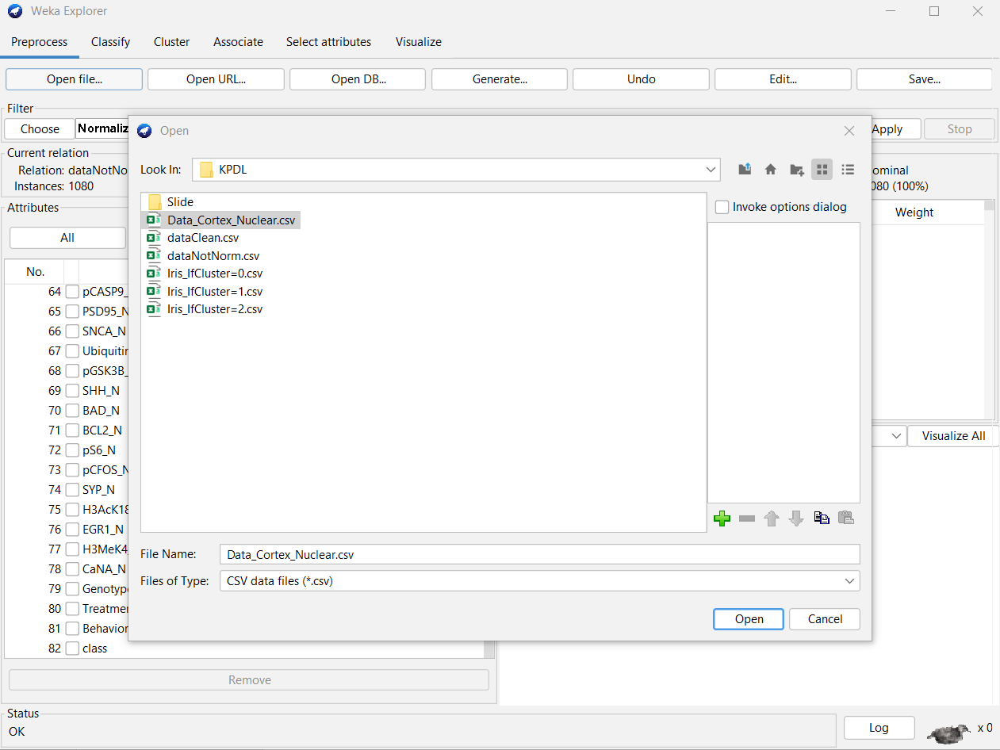 Weka Explorer
Preprocess Classify Cluster Associate Select attributes Visualize
Open file... Open URL... Open DB... Generate... Undo Edit... Save...
Filter
Choose Normaliz Apply Stop
Current relation
Relation: dataNotNo
Instances: 1080
ominal
080 (100%)
Attributes
All
Weight
No.
64 pCASP9_
65 PSD95_N
66 SNCA_N
67 Ubiquitin
68 pGSK3B_
69 SHH_N
70 BAD_N
71 BCL2_N
72 pS6_N
73 pCFOS_N
74 SYP_N
75 H3AcK18
76 EGR1_N
77 H3MeK4_
78 CaNA_N
79 Genotype
80 Treatmen
81 Behavior
82 class
Remove
Visualize All
Open
Look In: KPDL
Slide
Data_Cortex_Nuclear.csv
dataClean.csv
dataNotNorm.csv
Iris_IfCluster=0.csv
Iris_IfCluster=1.csv
Iris_IfCluster=2.csv
Invoke options dialog
File Name: Data_Cortex_Nuclear.csv
Files of Type: CSV data files (*.csv)
Open Cancel
Status
OK
Log x 0